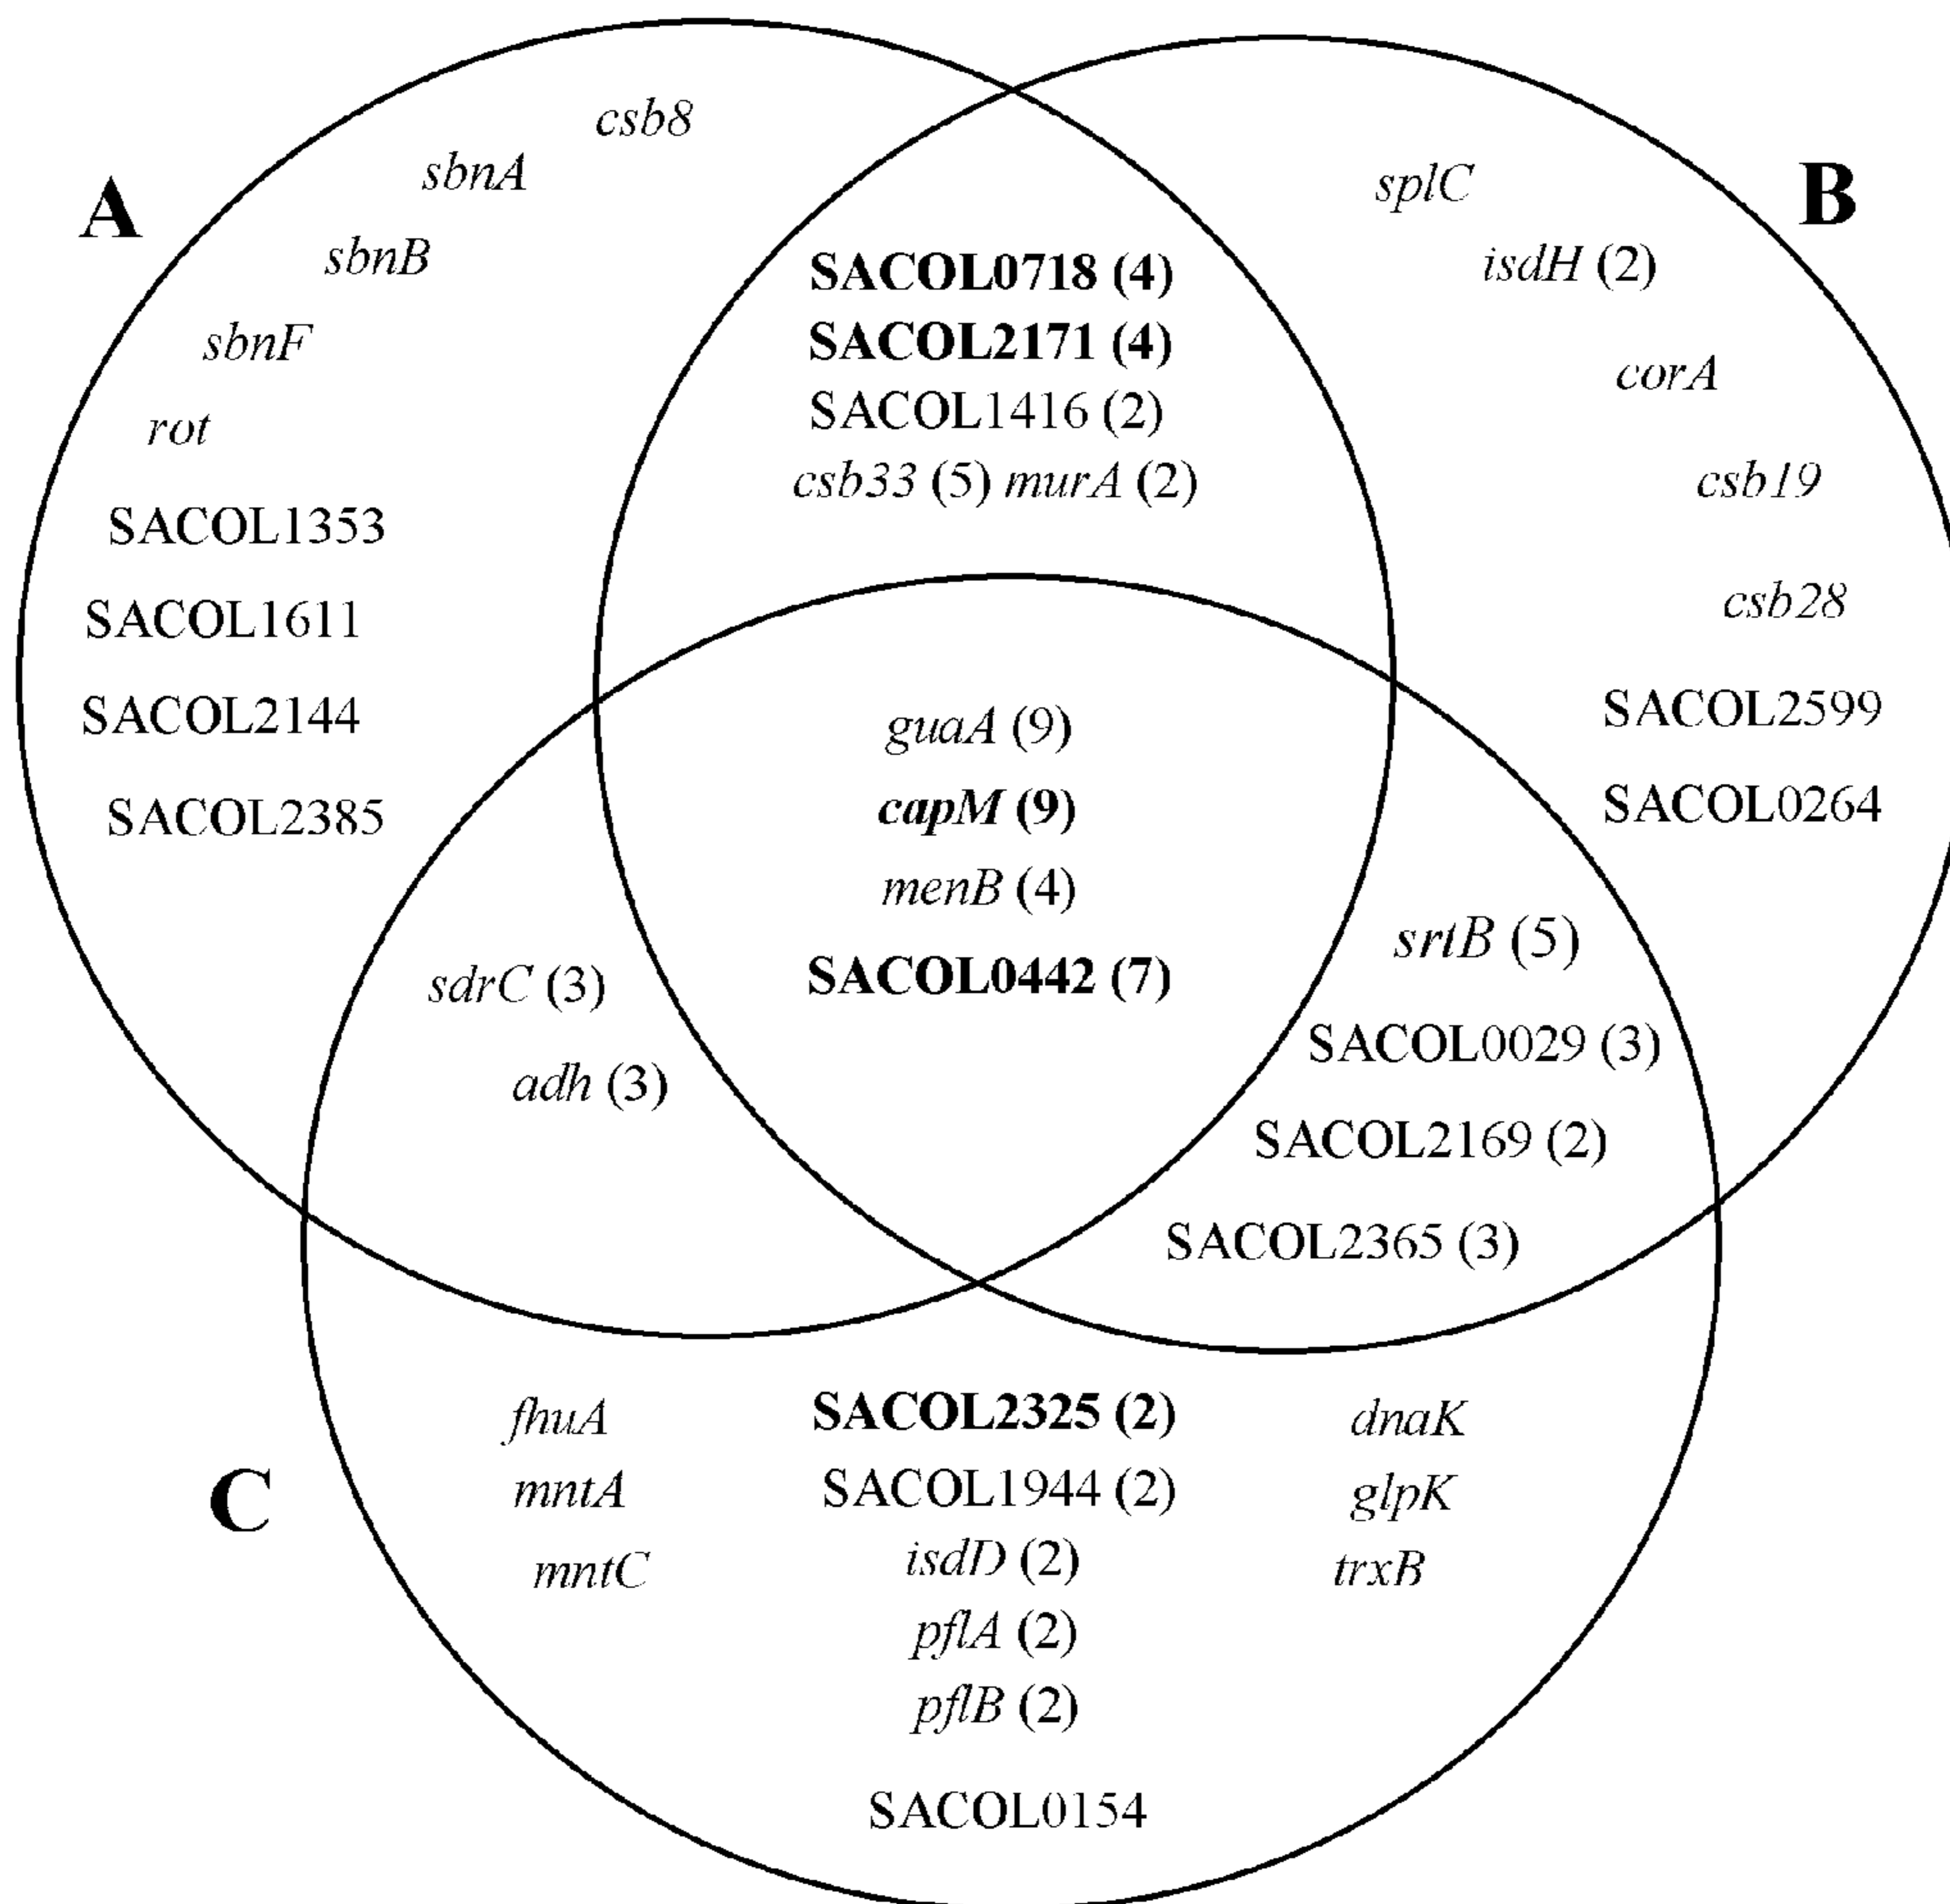 csb8
sbnA
A
B
splC
sbnB
isdH (2)
SACOL0718 (4)
sbnF
SACOL2171 (4)
corA
rot
SACOL1416 (2)
csb33 (5) murA (2)
csb19
SACOL1353
csb28
SACOL1611
SACOL2144
guaA (9)
SACOL2599
SACOL2385
capM (9)
SACOL0264
menB (4)
srtB (5)
sdrC (3)
SACOL0442 (7)
SACOL0029 (3)
adh (3)
SACOL2169 (2)
SACOL2365 (3)
fhuA
SACOL2325 (2)
dnaK
C
mntA
SACOL1944 (2)
glpK
mntC
isdD (2)
trxB
pflA (2)
pflB (2)
SACOL0154